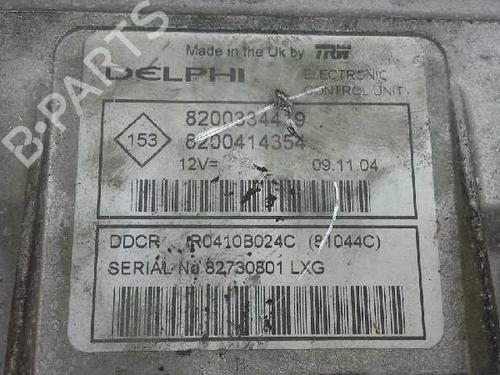 B-PARTS
Made in the Uk by TRW
DELPHI
ELECTRONIC
CONTROL UNIT
8200334419
153
8200414354
12V=
09.11.04
DDCR R0410B024C (81044C)
SERIAL No 82730801 LXG